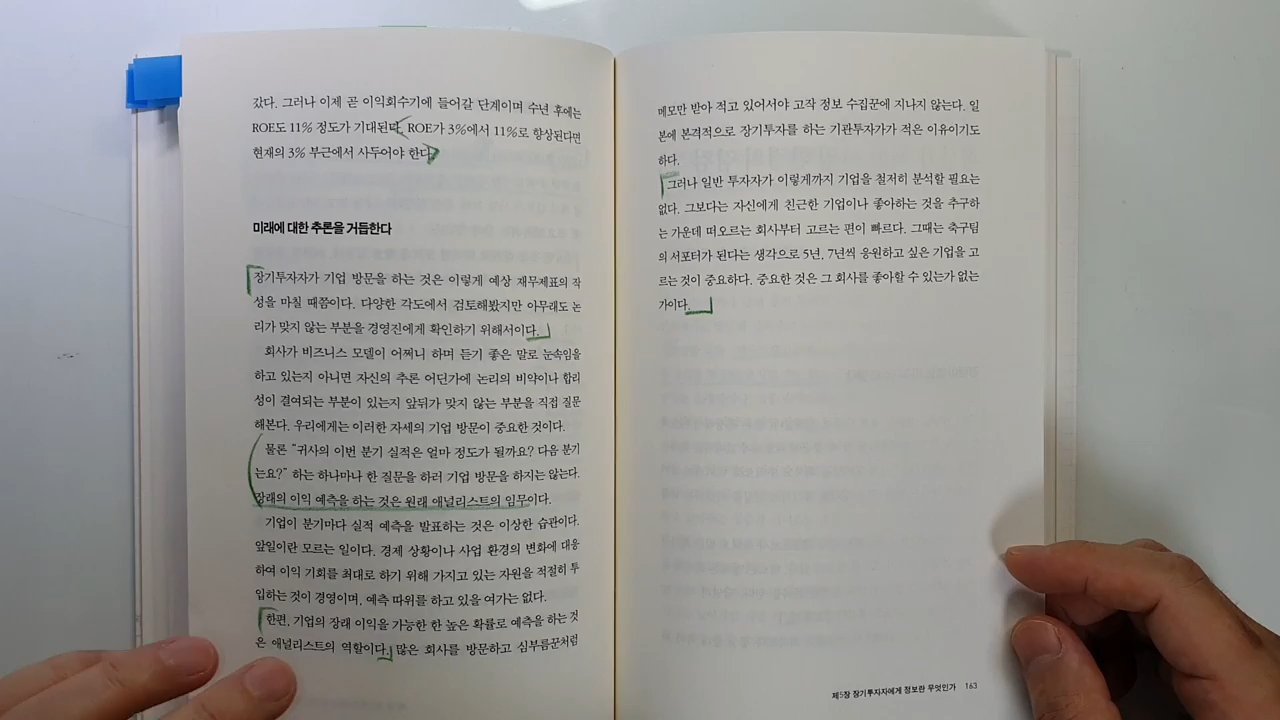 갔다. 그러나 이제 곧 이익회수기에 들어갈 단계이며 수년 후에는
ROE도 11% 정도가 기대된다. ROE가 3%에서 11%로 향상된다면
현재의 3% 부근에서 사두어야 한다.
미래에 대한 추론을 거듭한다
장기투자자가 기업 방문을 하는 것은 이렇게 예상 재무제표의 작
성을 마칠 때쯤이다. 다양한 각도에서 검토해봤지만 아무래도 논
리가 맞지 않는 부분을 경영진에게 확인하기 위해서이다.
회사가 비즈니스 모델이 어쩌니 하며 듣기 좋은 말로 눈속임을
하고 있는지 아니면 자신의 추론 어딘가에 논리의 비약이나 합리
성이 결여되는 부분이 있는지 앞뒤가 맞지 않는 부분을 직접 질문
해본다. 우리에게는 이러한 자세의 기업 방문이 중요한 것이다.
물론 “귀사의 이번 분기 실적은 얼마 정도가 될까요? 다음 분기
는요?” 하는 하나마나 한 질문을 하러 기업 방문을 하지는 않는다.
장래의 이익 예측을 하는 것은 원래 애널리스트의 임무이다.
기업이 분기마다 실적 예측을 발표하는 것은 이상한 습관이다.
앞일이란 모르는 일이다. 경제 상황이나 사업 환경의 변화에 대응
하여 이익 기회를 최대로 하기 위해 가지고 있는 자원을 적절히 투
입하는 것이 경영이며, 예측 따위를 하고 있을 여가는 없다.
한편, 기업의 장래 이익을 가능한 한 높은 확률로 예측을 하는 것
은 애널리스트의 역할이다. 많은 회사를 방문하고 심부름꾼처럼
메모만 받아 적고 있어서야 고작 정보 수집꾼에 지나지 않는다. 일
본에 본격적으로 장기투자를 하는 기관투자가가 적은 이유이기도
하다.
그러나 일반 투자자가 이렇게까지 기업을 철저히 분석할 필요는
없다. 그보다는 자신에게 친근한 기업이나 좋아하는 것을 추구하
는 가운데 떠오르는 회사부터 고르는 편이 빠르다. 그때는 축구팀
의 서포터가 된다는 생각으로 5년, 7년씩 응원하고 싶은 기업을 고
르는 것이 중요하다. 중요한 것은 그 회사를 좋아할 수 있는가 없는
가이다.
제5장 장기투자자에게 정보란 무엇인가 163